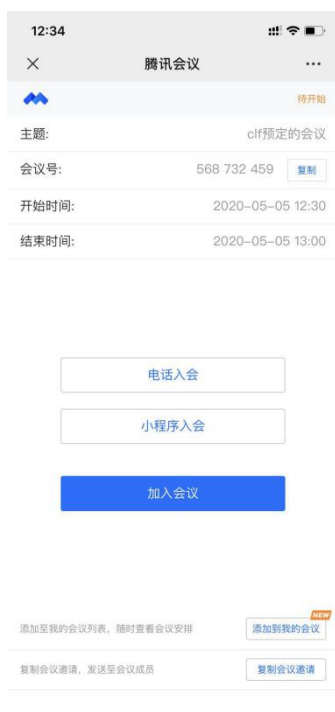 12:34
腾讯会议
待开始
主题: clf预定的会议
会议号: 568 732 459 复制
开始时间: 2020-05-05 12:30
结束时间: 2020-05-05 13:00
电话入会
小程序入会
加入会议
NEW
添加至我的会议列表，随时查看会议安排 添加到我的会议
复制会议邀请，发送至会议成员 复制会议邀请